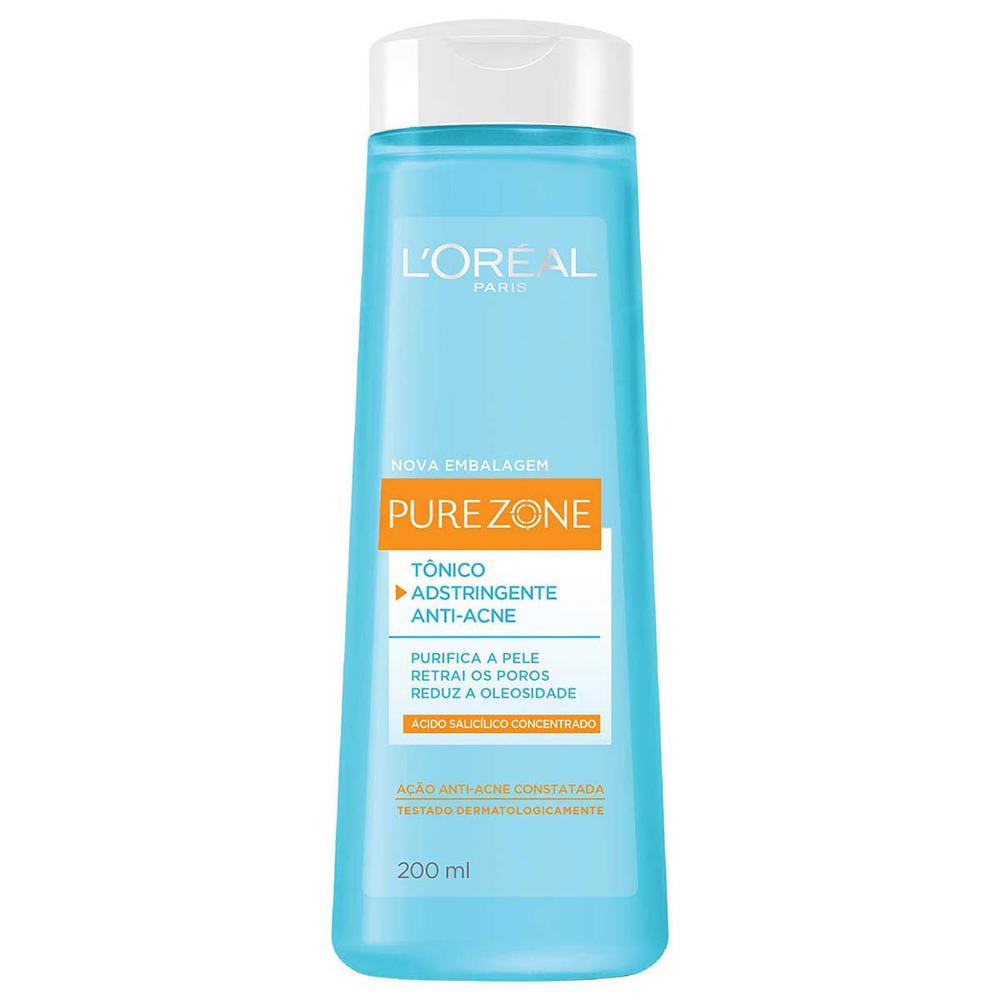 L'ORÉAL
PARIS
NOVA EMBALAGEM
PURE ZONE
TÔNICO
ADSTRINGENTE
ANTI-ACNE
PURIFICA A PELE
RETRAI OS POROS
REDUZ A OLEOSIDADE
ÁCIDO SALICÍLICO CONCENTRADO
AÇÃO ANTI-ACNE CONSTATADA
TESTADO DERMATOLOGICAMENTE
200 ml